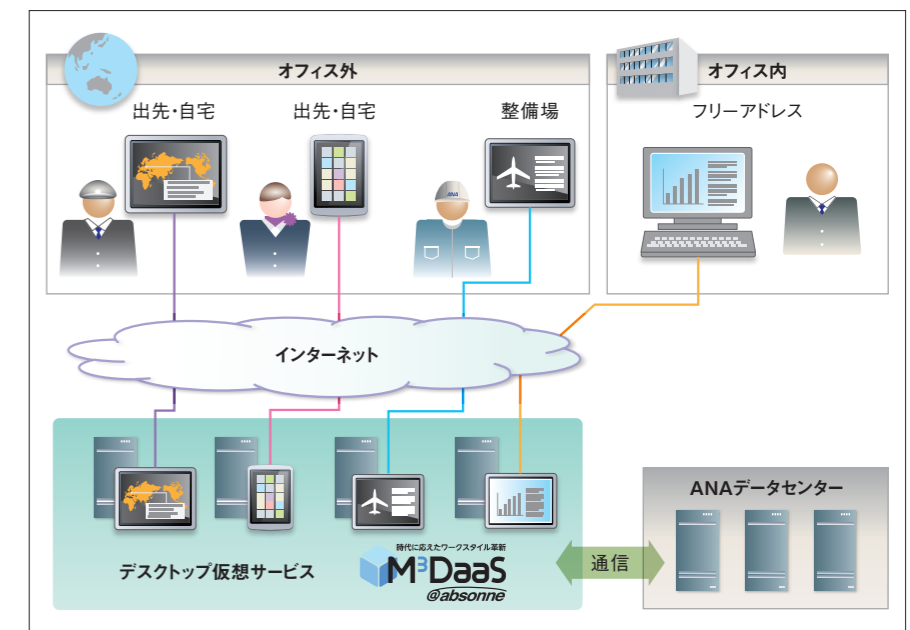 オフィス外
オフィス内
出先・自宅
出先・自宅
整備場
フリーアドレス
ANA
インターネット
ANAデータセンター
時代に応えたワークスタイル革新
M³DaaS
@absonne
デスクトップ仮想サービス
通信